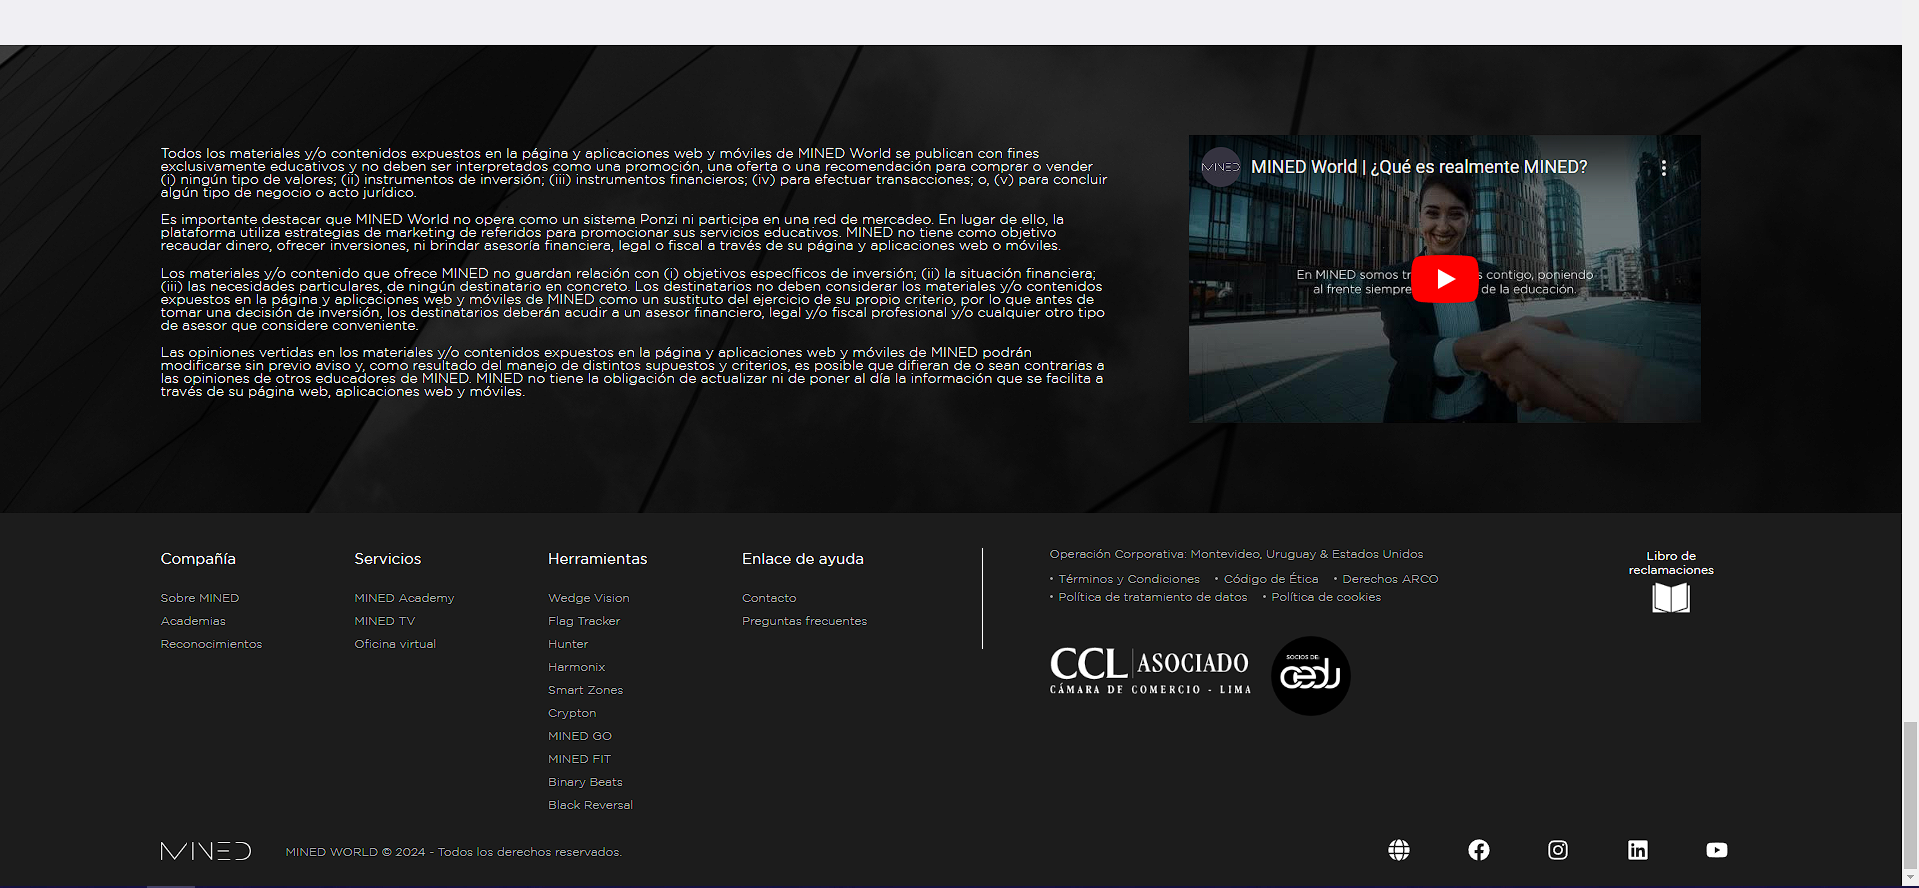 Todos los materiales y/o contenidos expuestos en la página y aplicaciones web y móviles de MINED World se publican con fines
exclusivamente educativos y no deben ser interpretados como una promoción, una oferta o una recomendación para comprar o vender
(i) ningún tipo de valores; (ii) instrumentos de inversión; (iii) instrumentos financieros; (iv) para efectuar transacciones; o, (v) para concluir
algún tipo de negocio o acto jurídico.
Es importante destacar que MINED World no opera como un sistema Ponzi ni participa en una red de mercadeo. En lugar de ello, la
plataforma utiliza estrategias de marketing de referidos para promocionar sus servicios educativos. MINED no tiene como objetivo
recaudar dinero, ofrecer inversiones, ni brindar asesoría financiera, legal o fiscal a través de su página y aplicaciones web o móviles.
Los materiales y/o contenido que ofrece MINED no guardan relación con (i) objetivos específicos de inversión; (ii) la situación financiera;
(iii) las necesidades particulares, de ningún destinatario en concreto. Los destinatarios no deben considerar los materiales y/o contenidos
expuestos en la página y aplicaciones web y móviles de MINED como un sustituto del ejercicio de su propio criterio, por lo que antes de
tomar una decisión de inversión, los destinatarios deberán acudir a un asesor financiero, legal y/o fiscal profesional y/o cualquier otro tipo
de asesor que considere conveniente.
Las opiniones vertidas en los materiales y/o contenidos expuestos en la página y aplicaciones web y móviles de MINED podrán
modificarse sin previo aviso y, como resultado del manejo de distintos supuestos y criterios, es posible que difieran de o sean contrarias a
las opiniones de otros educadores de MINED. MINED no tiene la obligación de actualizar ni de poner al día la información que se facilita a
través de su página web, aplicaciones web y móviles.
MINED
MINED World | ¿Qué es realmente MINED?
En MINED somos contigo, poniendo
al frente siempre de la educación.
Compañía
Sobre MINED
Academias
Reconocimientos
Servicios
MINED Academy
MINED TV
Oficina virtual
Herramientas
Wedge Vision
Flag Tracker
Hunter
Harmonix
Smart Zones
Crypton
MINED GO
MINED FIT
Binary Beats
Black Reversal
Enlace de ayuda
Contacto
Preguntas frecuentes
Operación Corporativa: Montevideo, Uruguay & Estados Unidos
• Términos y Condiciones • Código de Ética • Derechos ARCO
• Política de tratamiento de datos • Política de cookies
CCL ASOCIADO
CÁMARA DE COMERCIO - LIMA
SOCIOS DE:
cedu
Libro de
reclamaciones
MINED
MINED WORLD © 2024 - Todos los derechos reservados.